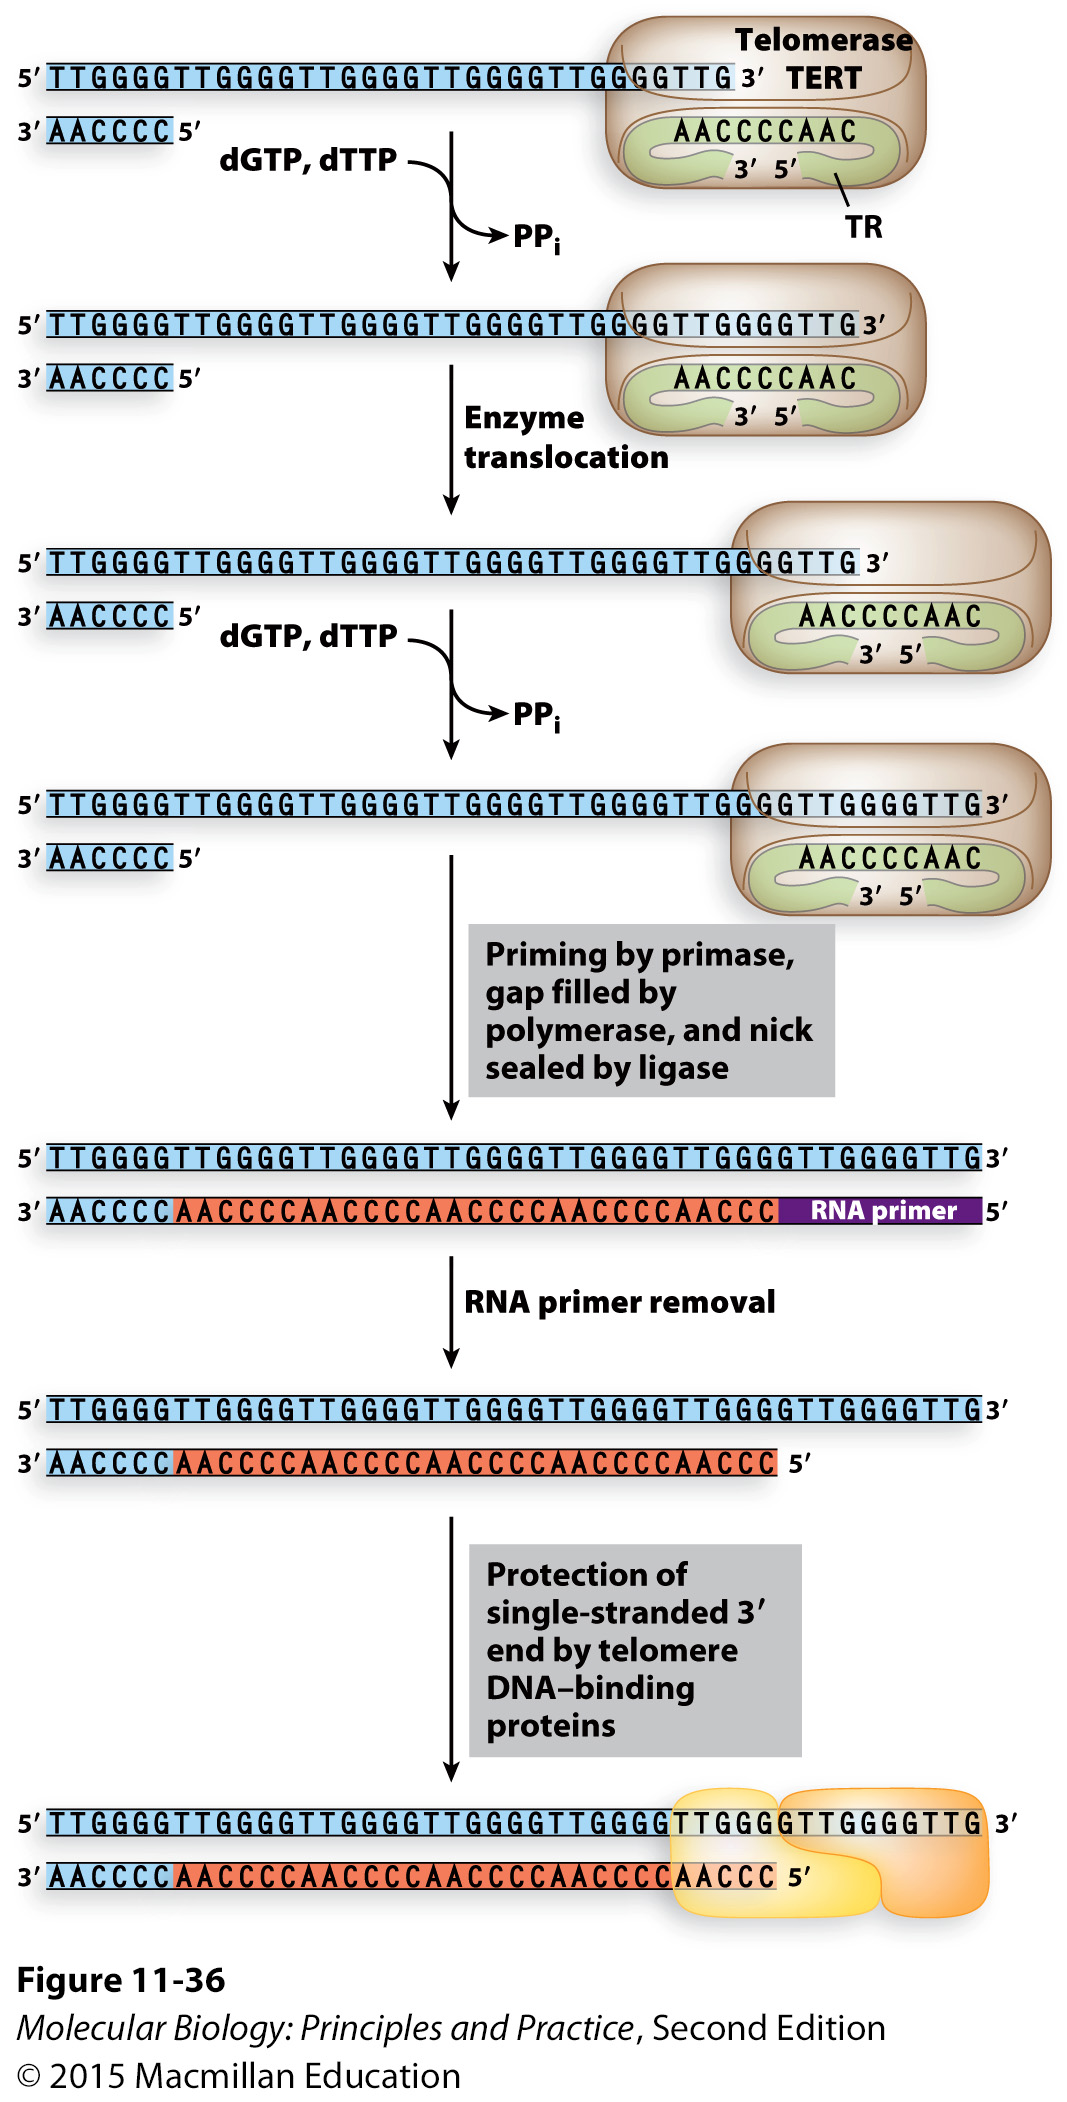 Telomerase
TERT
5′ TTGGGGTTGGGGTTGGGGTTGGGGTTGGGGTTG 3′
3′ AACCCC 5′
AACCCCAAC
3′ 5′
TR
dGTP, dTTP
PPi
5′ TTGGGGTTGGGGTTGGGGTTGGGGTTGGGGTTGGGGTTG 3′
3′ AACCCC 5′
AACCCCAAC
3′ 5′
Enzyme
translocation
5′ TTGGGGTTGGGGTTGGGGTTGGGGTTGGGGTTGGGGTTG 3′
3′ AACCCC 5′
AACCCCAAC
3′ 5′
dGTP, dTTP
PPi
5′ TTGGGGTTGGGGTTGGGGTTGGGGTTGGGGTTGGGGTTGGGGTTG 3′
3′ AACCCC 5′
AACCCCAAC
3′ 5′
Priming by primase,
gap filled by
polymerase, and nick
sealed by ligase
5′ TTGGGGTTGGGGTTGGGGTTGGGGTTGGGGTTGGGGTTGGGGTTG 3′
3′ AACCCCAACCCCAACCCCAACCCCAACCCCAACCC RNA primer 5′
RNA primer removal
5′ TTGGGGTTGGGGTTGGGGTTGGGGTTGGGGTTGGGGTTGGGGTTG 3′
3′ AACCCCAACCCCAACCCCAACCCCAACCCCAACCC 5′
Protection of
single-stranded 3′
end by telomere
DNA–binding
proteins
5′ TTGGGGTTGGGGTTGGGGTTGGGGTTGGGGTTGGGGTTGGGGTTG 3′
3′ AACCCCAACCCCAACCCCAACCCCAACCCCAACCC 5′
Figure 11-36
Molecular Biology: Principles and Practice, Second Edition
© 2015 Macmillan Education